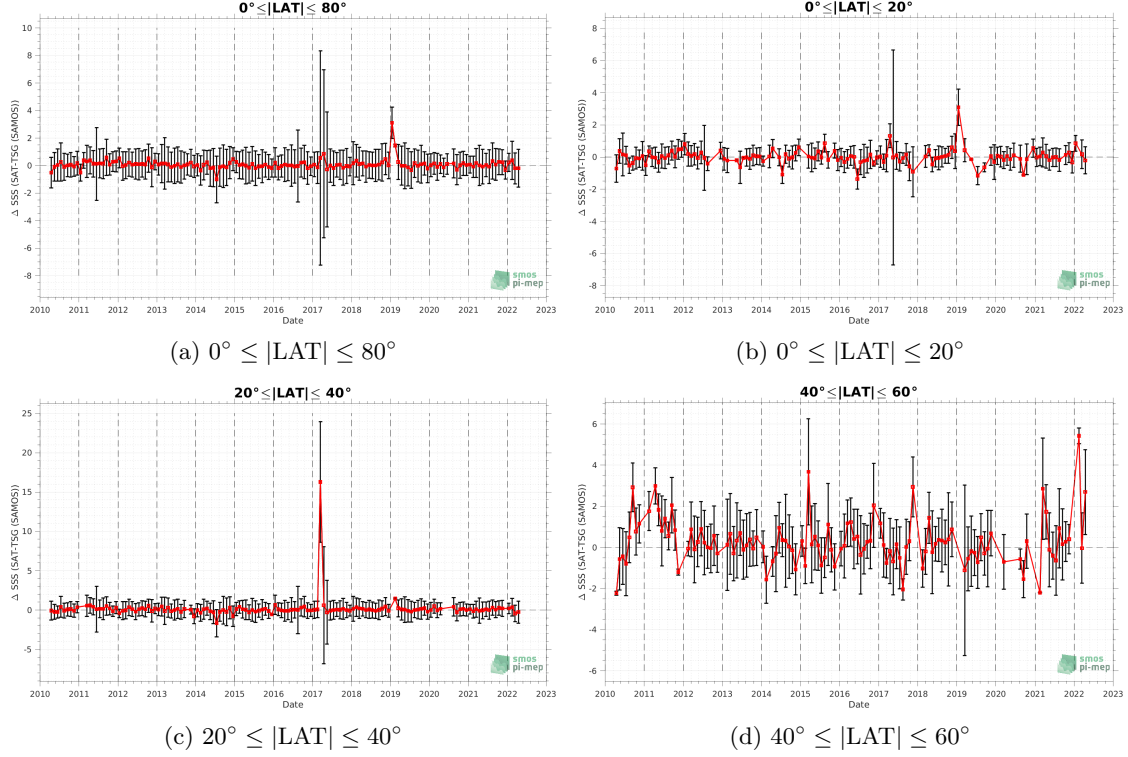 0°≤|LAT|≤ 80°
Δ SSS (SAT-TSG (SAMOS))
10
8
6
4
2
0
-2
-4
-6
-8
2010 2011 2012 2013 2014 2015 2016 2017 2018 2019 2020 2021 2022 2023
Date
smos
pi-mep
(a) 0° ≤ |LAT| ≤ 80°
0°≤|LAT|≤ 20°
Δ SSS (SAT-TSG (SAMOS))
8
6
4
2
0
-2
-4
-6
-8
2010 2011 2012 2013 2014 2015 2016 2017 2018 2019 2020 2021 2022 2023
Date
smos
pi-mep
(b) 0° ≤ |LAT| ≤ 20°
20°≤|LAT|≤ 40°
Δ SSS (SAT-TSG (SAMOS))
25
20
15
10
5
0
-5
2010 2011 2012 2013 2014 2015 2016 2017 2018 2019 2020 2021 2022 2023
Date
smos
pi-mep
(c) 20° ≤ |LAT| ≤ 40°
40°≤|LAT|≤ 60°
Δ SSS (SAT-TSG (SAMOS))
6
4
2
0
-2
-4
-6
2010 2011 2012 2013 2014 2015 2016 2017 2018 2019 2020 2021 2022 2023
Date
smos
pi-mep
(d) 40° ≤ |LAT| ≤ 60°